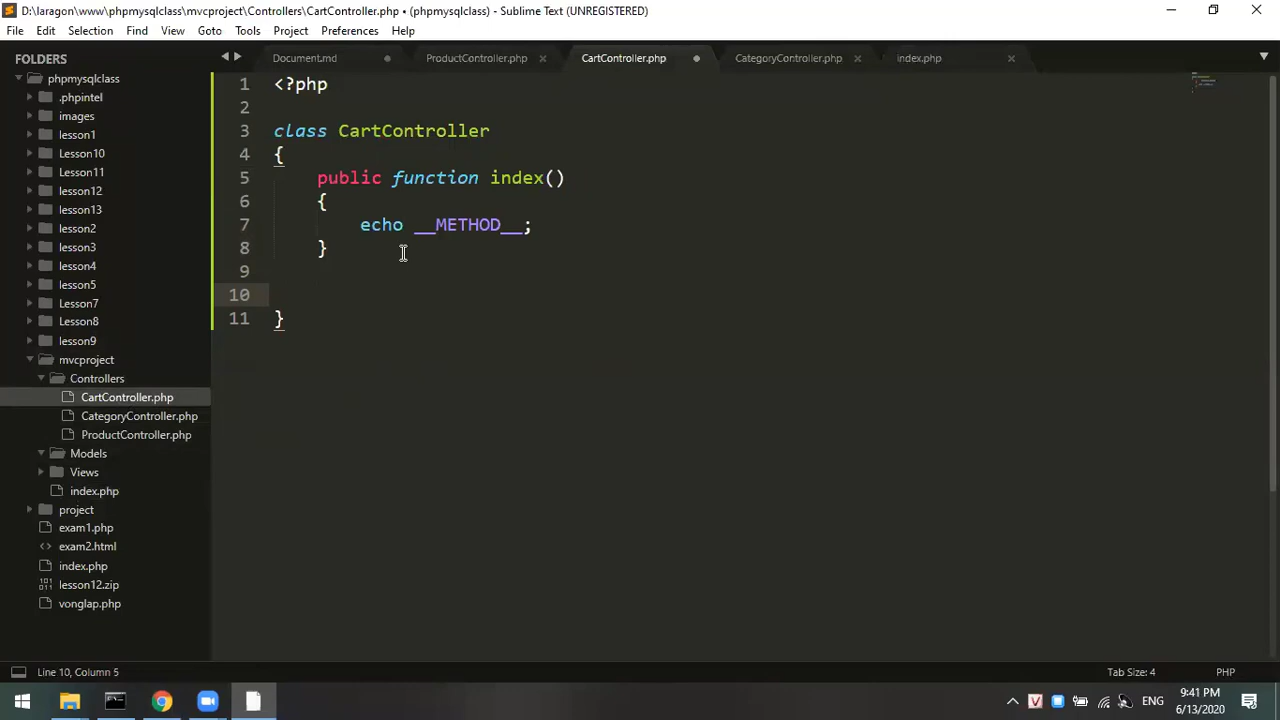 D:\laragon\www\phpmysqlclass\mvcproject\Controllers\CartController.php • (phpmysqlclass) - Sublime Text (UNREGISTERED)
File Edit Selection Find View Goto Tools Project Preferences Help
FOLDERS
phpmysqlclass
.phpintel
images
lesson1
Lesson10
Lesson11
lesson12
lesson13
lesson2
lesson3
lesson4
lesson5
Lesson7
Lesson8
lesson9
mvcproject
Controllers
CartController.php
CategoryController.php
ProductController.php
Models
Views
index.php
project
exam1.php
exam2.html
index.php
lesson12.zip
vonglap.php
Document.md ProductController.php CartController.php CategoryController.php index.php
1 <?php
2
3 class CartController
4 {
5 public function index()
6 {
7 echo __METHOD__;
8 }
9
10
11 }
Line 10, Column 5 Tab Size: 4 PHP
ENG 9:41 PM
6/13/2020